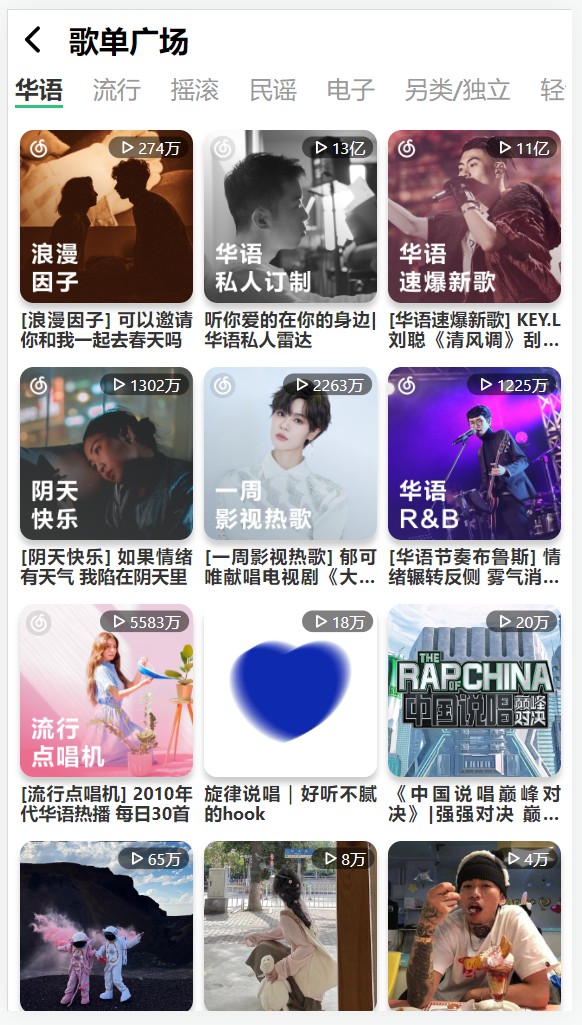 歌单广场
华语 流行 摇滚 民谣 电子 另类/独立 轻
274万 13亿 11亿
浪漫
因子
华语
私人订制
华语
速爆新歌
[浪漫因子] 可以邀请
你和我一起去春天吗
听你爱的在你的身边|
华语私人雷达
[华语速爆新歌] KEY.L
刘聪《清风调》刮...
1302万 2263万 1225万
阴天
快乐
一周
影视热歌
华语
R&B
[阴天快乐] 如果情绪
有天气 我陷在阴天里
[一周影视热歌] 郁可
唯献唱电视剧《大...
[华语节奏布鲁斯] 情
绪辗转反侧 雾气消...
5583万 18万 20万
流行
点唱机
THE
RAP OF CHINA
中国说唱 巅峰
对决
[流行点唱机] 2010年
代华语热播 每日30首
旋律说唱｜好听不腻
的hook
《中国说唱巅峰对
决》|强强对决 巅...
65万 8万 4万